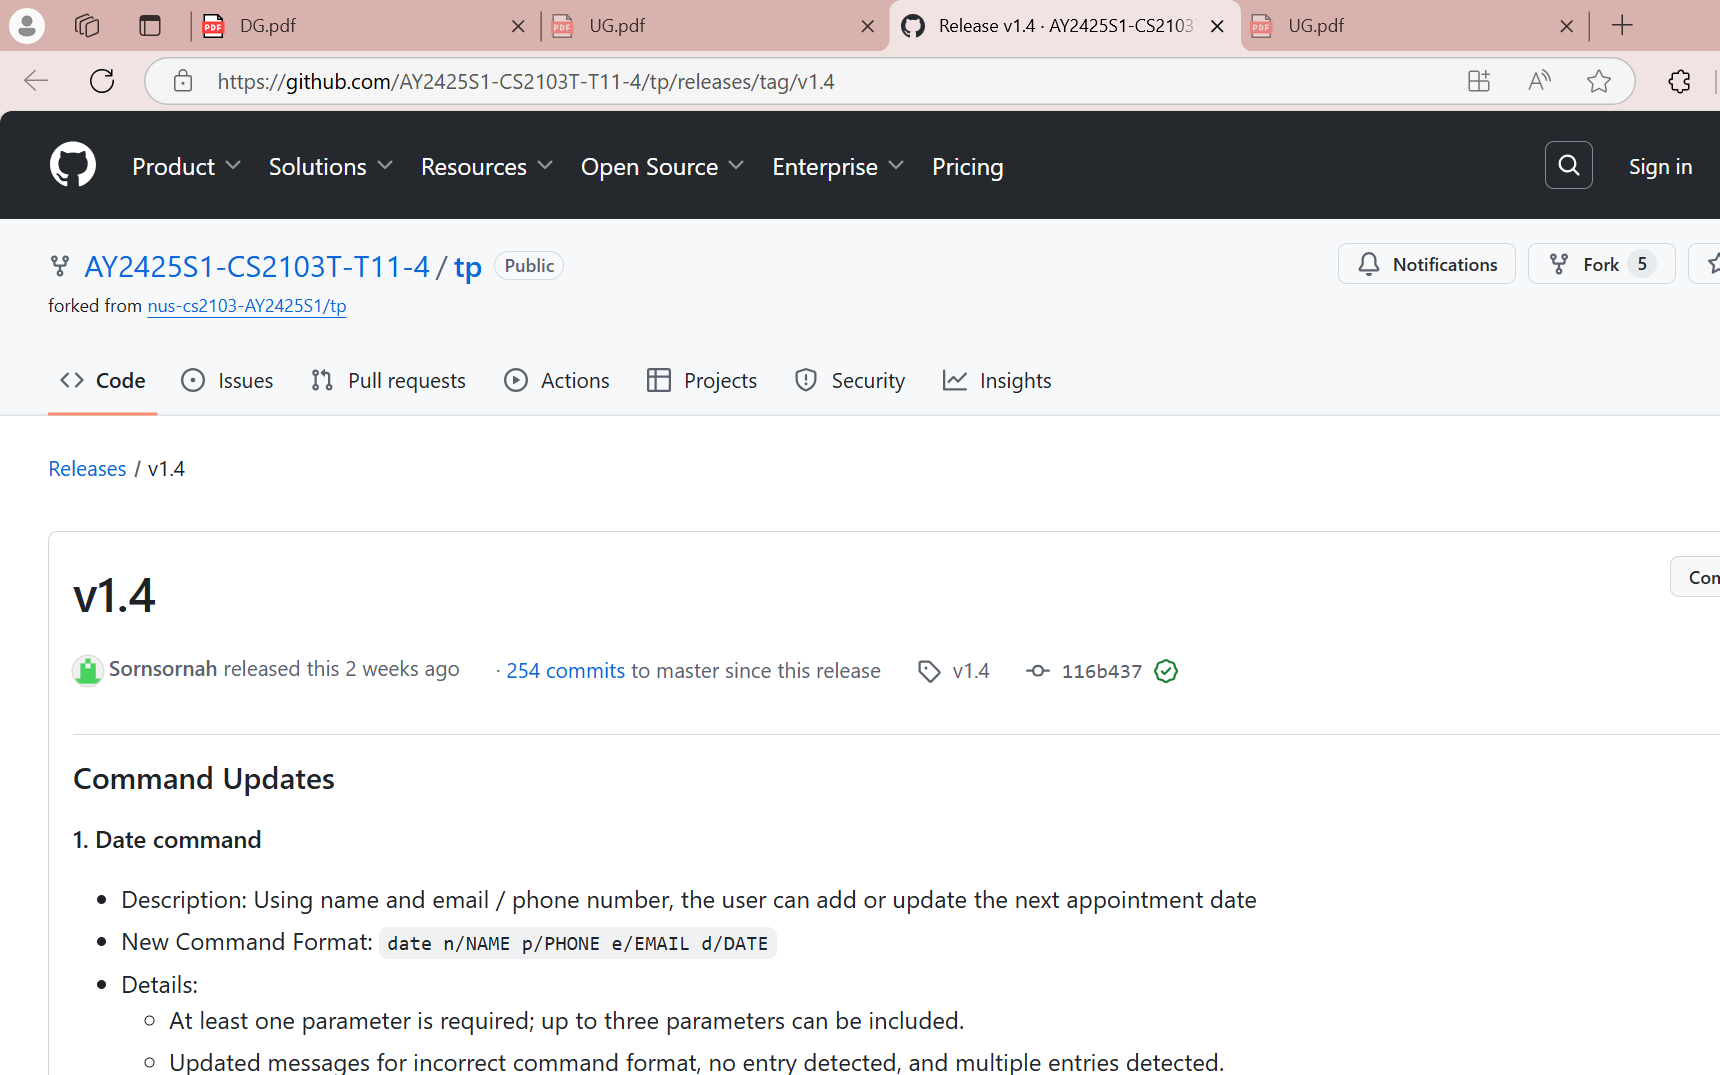 DG.pdf
UG.pdf
Release v1.4 · AY2425S1-CS2103
UG.pdf
https://github.com/AY2425S1-CS2103T-T11-4/tp/releases/tag/v1.4
Product Solutions Resources Open Source Enterprise Pricing Sign in
AY2425S1-CS2103T-T11-4 / tp Public Notifications Fork 5
forked from nus-cs2103-AY2425S1/tp
Code Issues Pull requests Actions Projects Security Insights
Releases / v1.4
v1.4 Con
Sornsornah released this 2 weeks ago · 254 commits to master since this release v1.4 116b437
Command Updates
1. Date command
• Description: Using name and email / phone number, the user can add or update the next appointment date
• New Command Format: date n/NAME p/PHONE e/EMAIL d/DATE
• Details:
◦ At least one parameter is required; up to three parameters can be included.
◦ Updated messages for incorrect command format, no entry detected, and multiple entries detected.